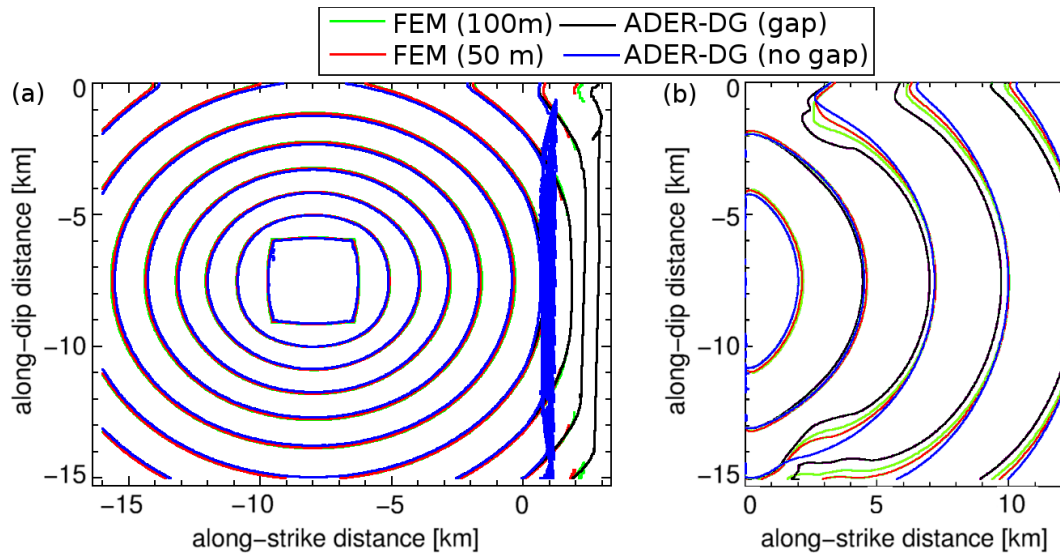 FEM (100m) ADER-DG (gap)
FEM (50 m) ADER-DG (no gap)
(a)
0
−5
−10
−15
along−dip distance [km]
−15 −10 −5 0
along−strike distance [km]
(b)
0
−5
−10
−15
along−dip distance [km]
0 5 10
along−strike distance [km]